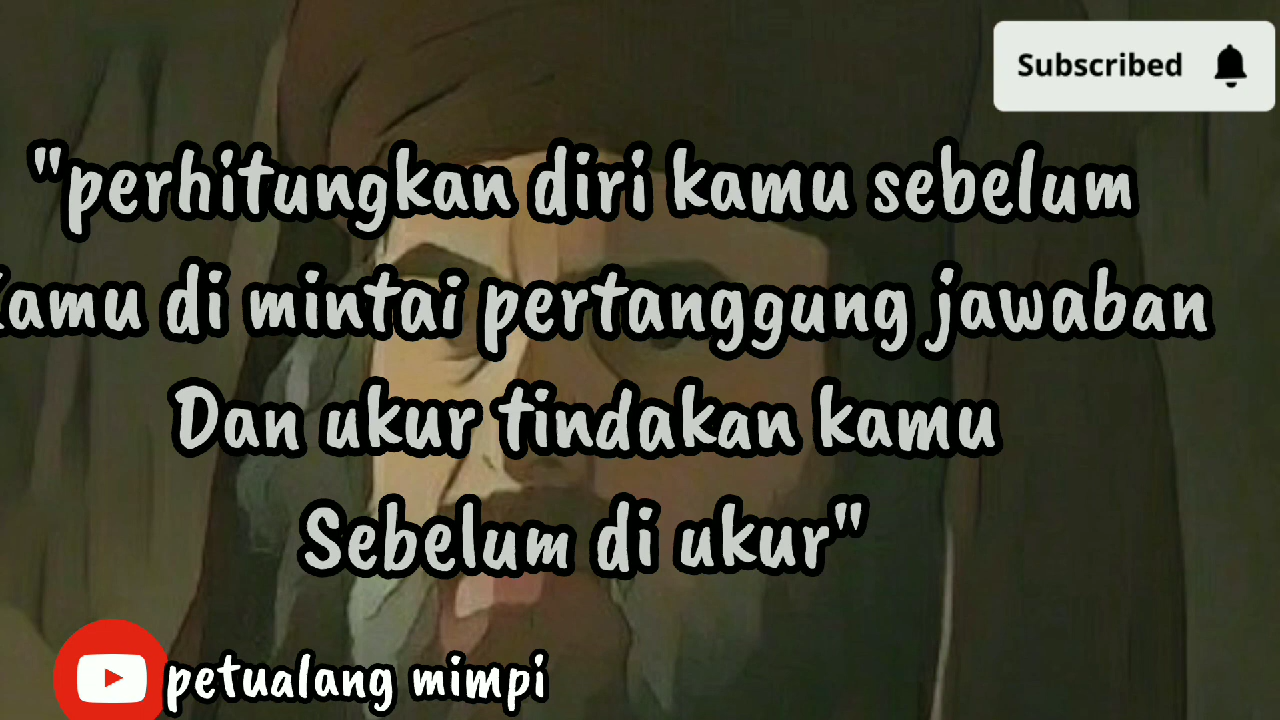 Subscribed
"perhitungkan diri kamu sebelum
kamu di mintai pertanggung jawaban
Dan ukur tindakan kamu
Sebelum di ukur"
petualang mimpi